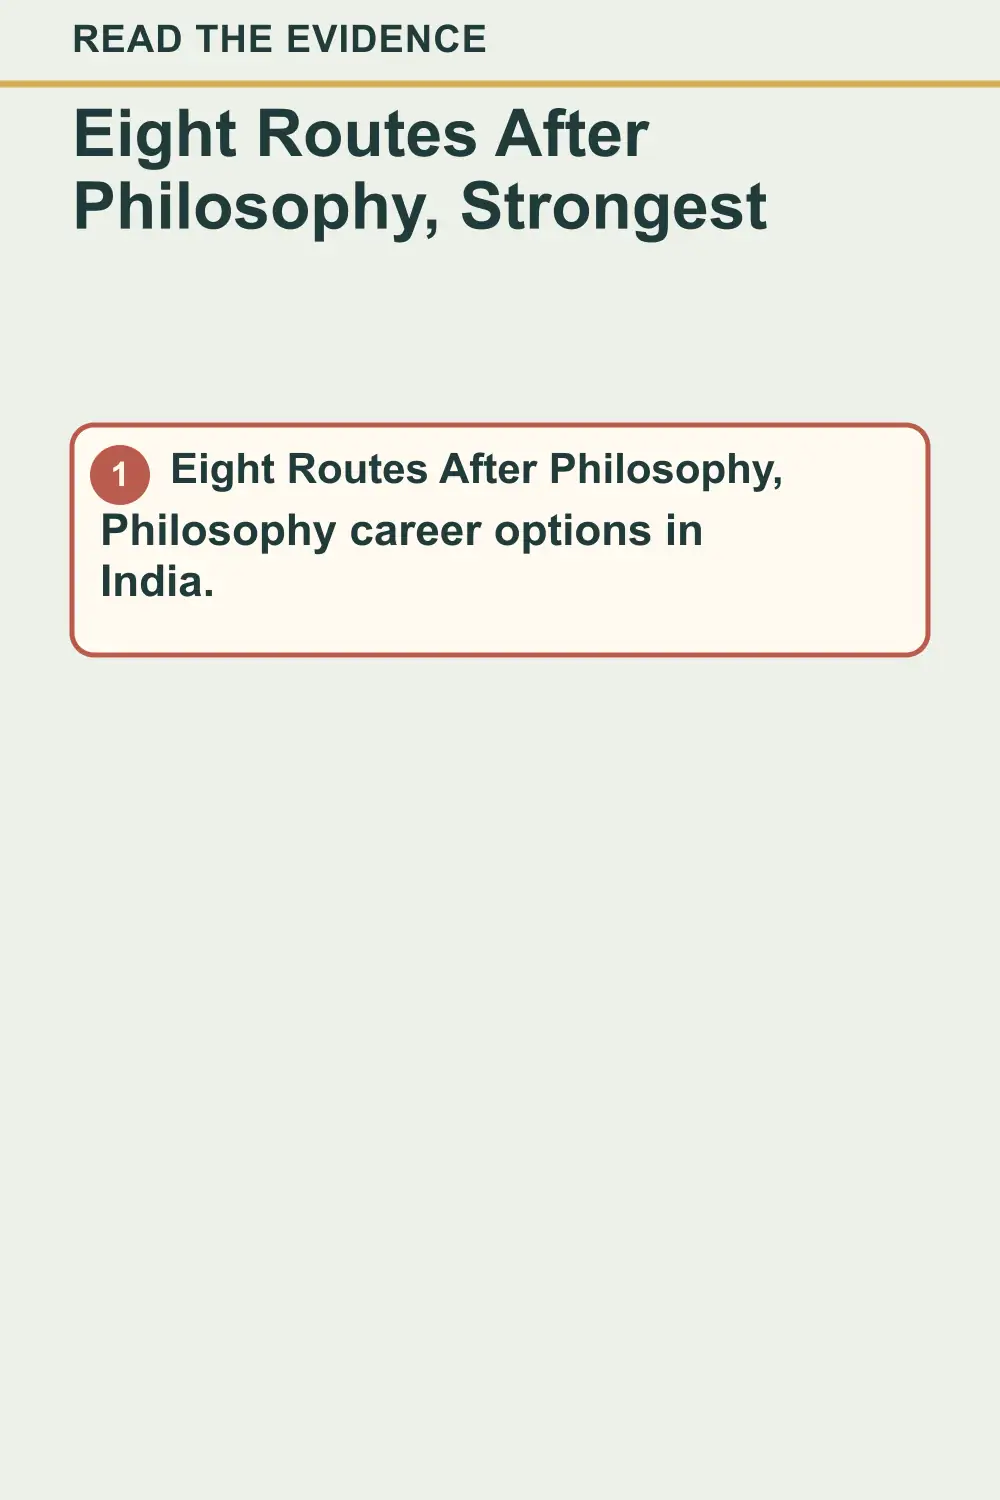 READ THE EVIDENCE
Eight Routes After
Philosophy, Strongest
1 Eight Routes After Philosophy,
Philosophy career options in
India.